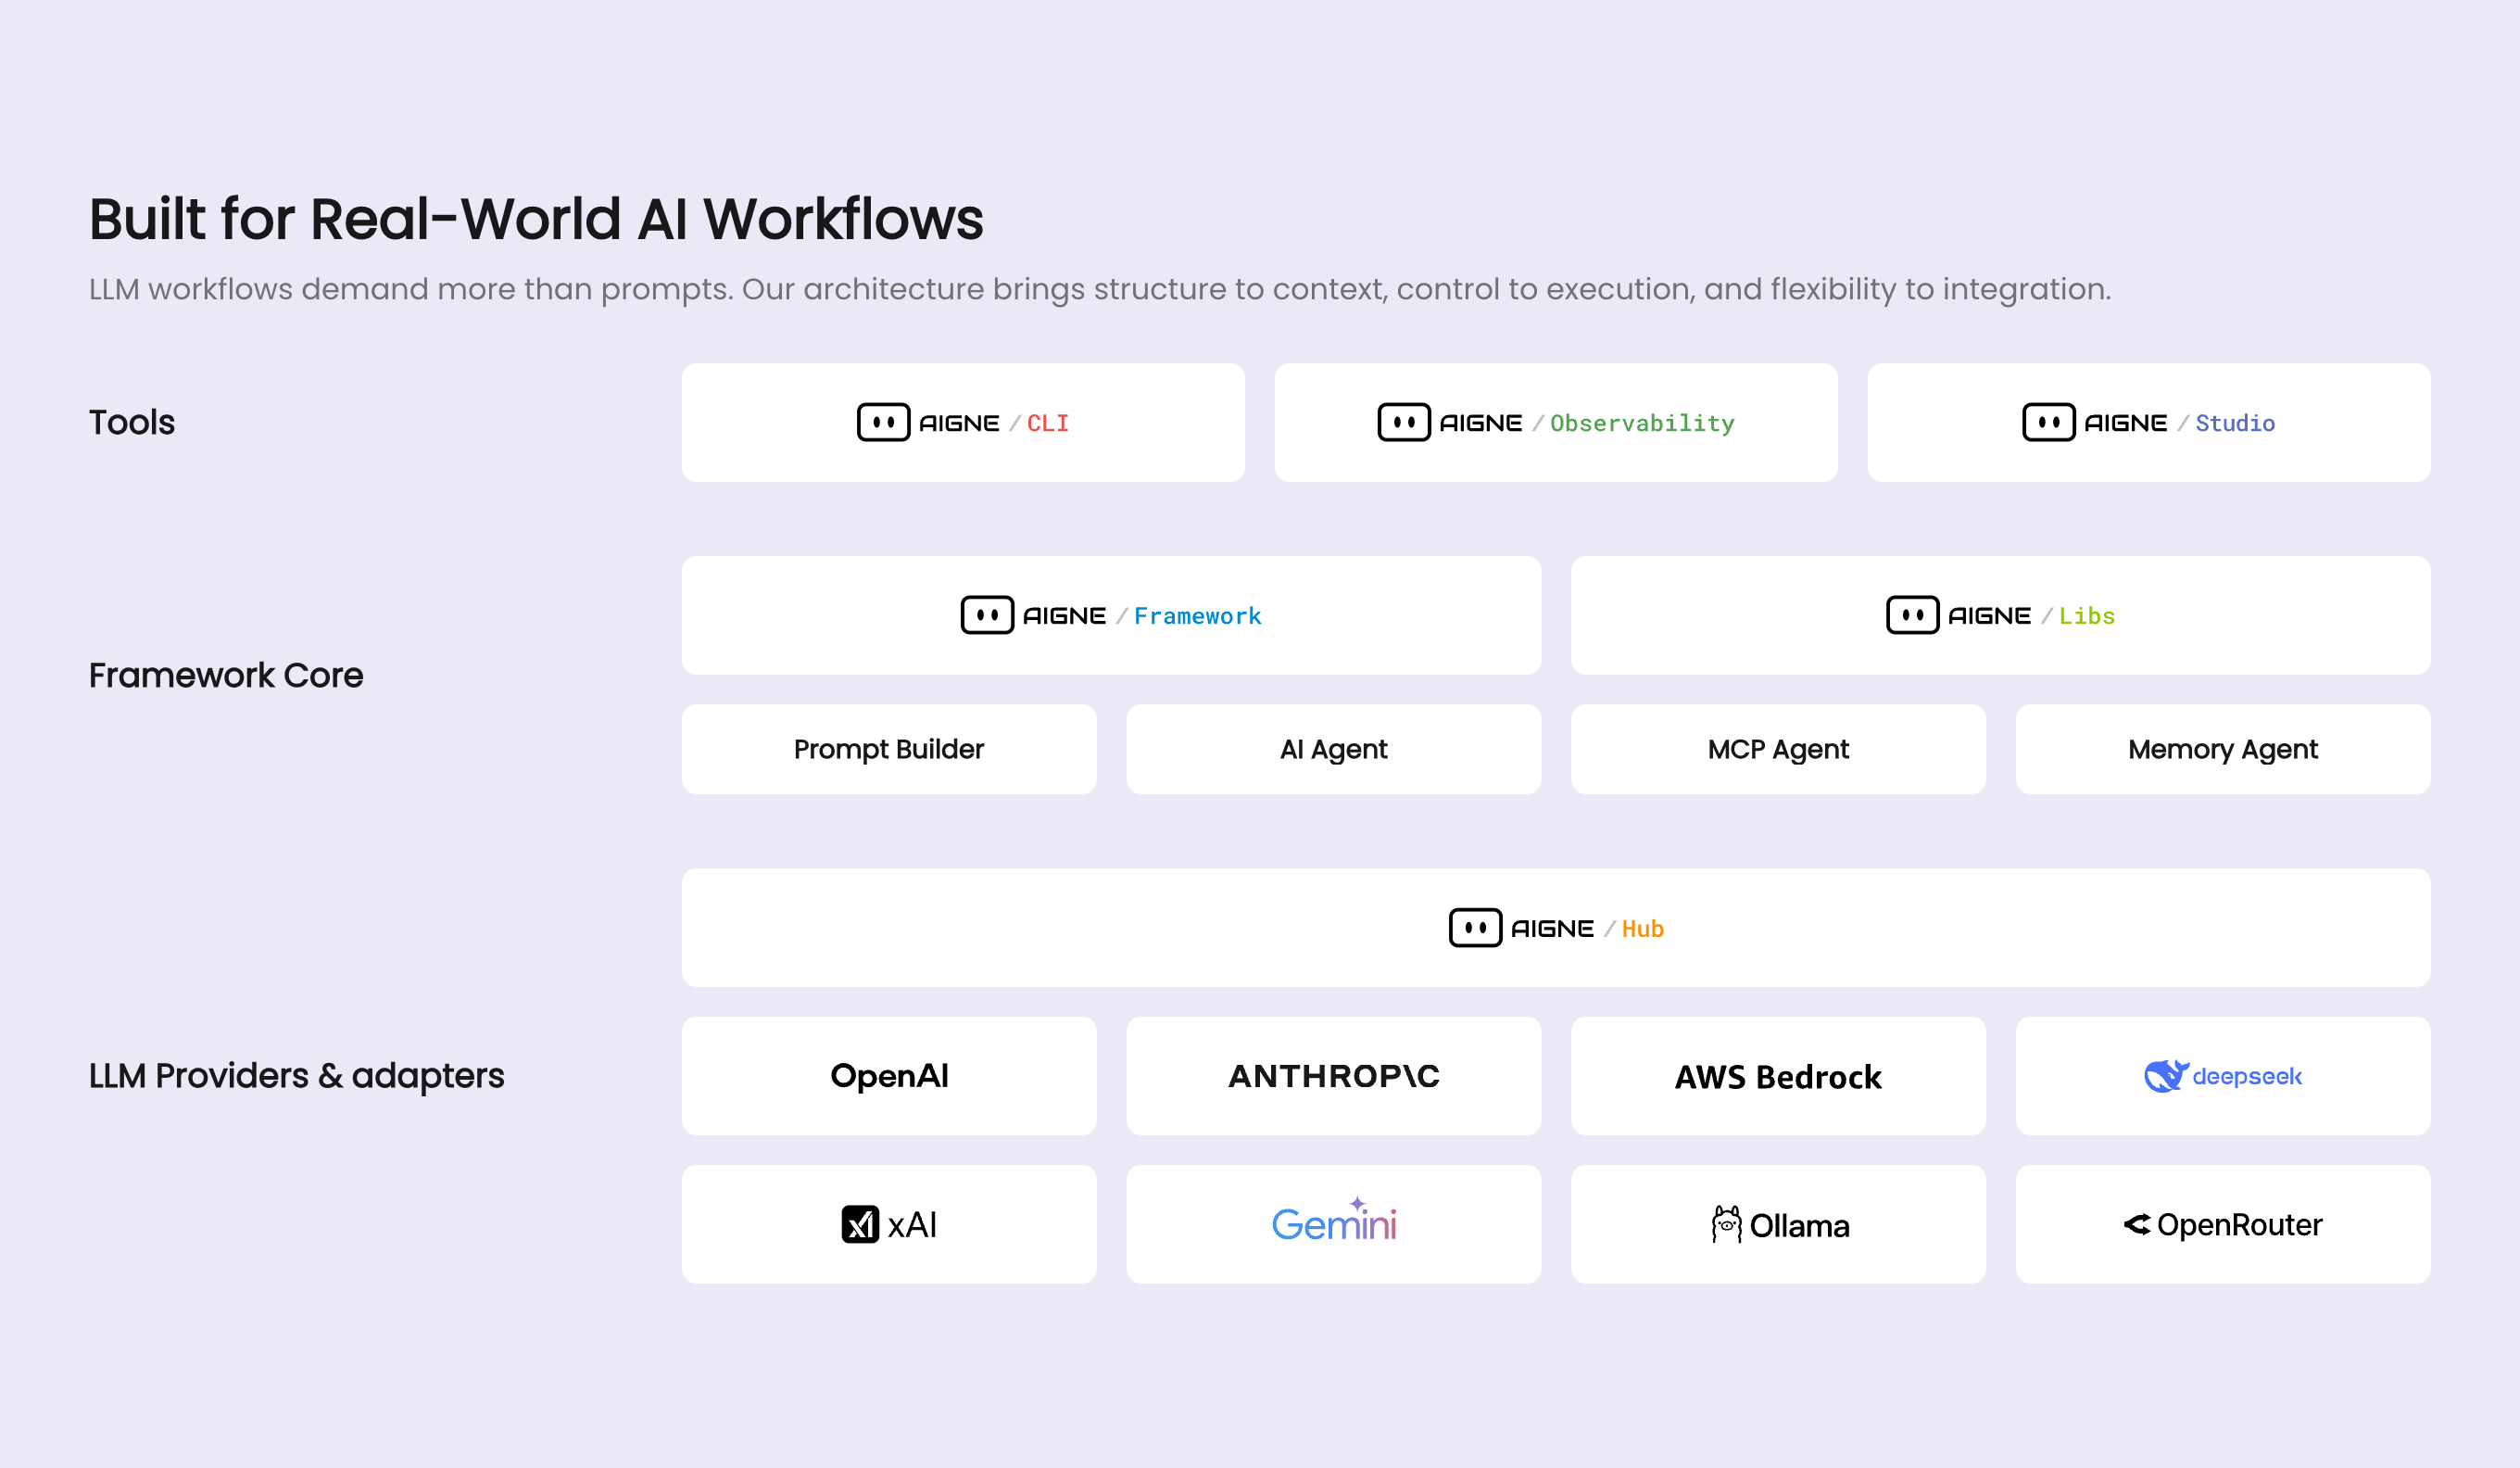 Built for Real-World AI Workflows
LLM workflows demand more than prompts. Our architecture brings structure to context, control to execution, and flexibility to integration.
Tools
AIGNE / CLI
AIGNE / Observability
AIGNE / Studio
Framework Core
AIGNE / Framework
AIGNE / Libs
Prompt Builder
AI Agent
MCP Agent
Memory Agent
AIGNE / Hub
LLM Providers & adapters
OpenAI
ANTHROP\C
AWS Bedrock
deepseek
xAI
Gemini
Ollama
OpenRouter